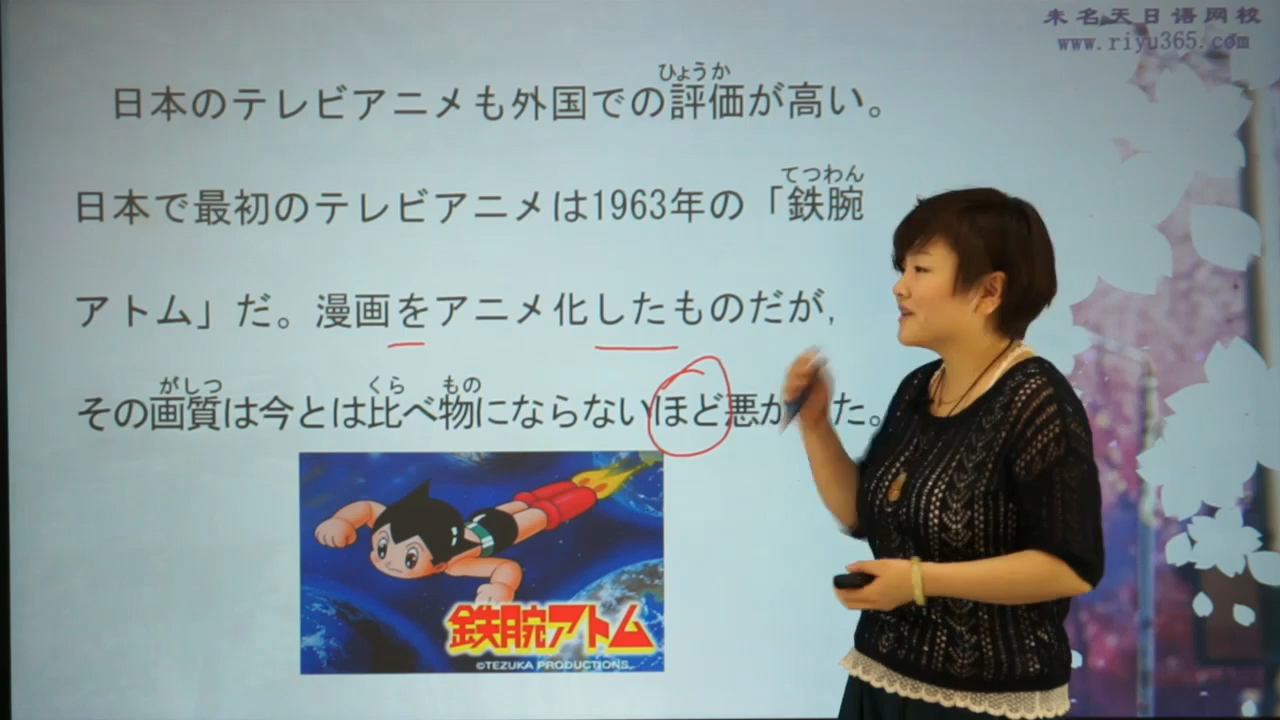 未名天日语网校
www.riyu365.com
ひょうか
日本のテレビアニメも外国での評価が高い。
てつわん
日本で最初のテレビアニメは1963年の「鉄腕
アトム」だ。漫画をアニメ化したものだが,
がしつ くら もの
その画質は今とは比べ物にならないほど悪か た。
鉄腕アトム
©TEZUKA PRODUCTIONS